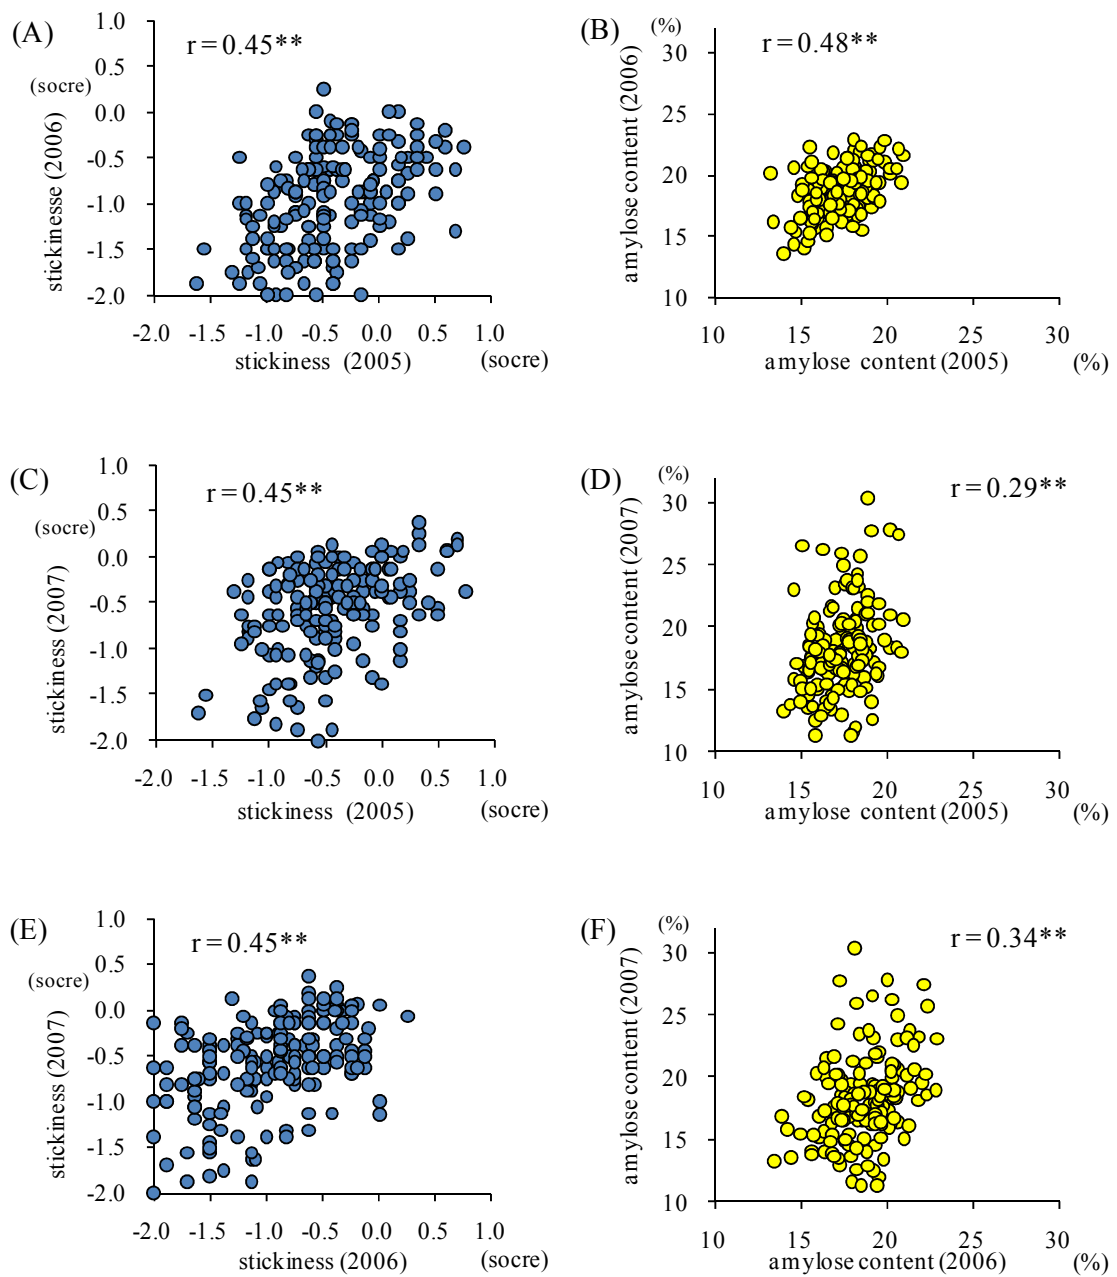 (A)
r=0.45**
(socre)
stickinesse (2006)
1.0
0.5
0.0
-0.5
-1.0
-1.5
-2.0
-2.0 -1.5 -1.0 -0.5 0.0 0.5 1.0
stickiness (2005) (socre)
(B)
(%)
r=0.48**
amylose content (2006)
30
25
20
15
10
10 15 20 25 30
amylose content (2005) (%)
(C)
r=0.45**
(socre)
stickiness (2007)
1.0
0.5
0.0
-0.5
-1.0
-1.5
-2.0
-2.0 -1.5 -1.0 -0.5 0.0 0.5 1.0
stickiness (2005) (socre)
(D)
(%)
r=0.29**
amylose content (2007)
30
25
20
15
10
10 15 20 25 30
amylose content (2005) (%)
(E)
r=0.45**
(socre)
stickiness (2007)
1.0
0.5
0.0
-0.5
-1.0
-1.5
-2.0
-2.0 -1.5 -1.0 -0.5 0.0 0.5 1.0
stickiness (2006) (socre)
(F)
(%)
r=0.34**
amylose content (2007)
30
25
20
15
10
10 15 20 25 30
amylose content (2006) (%)